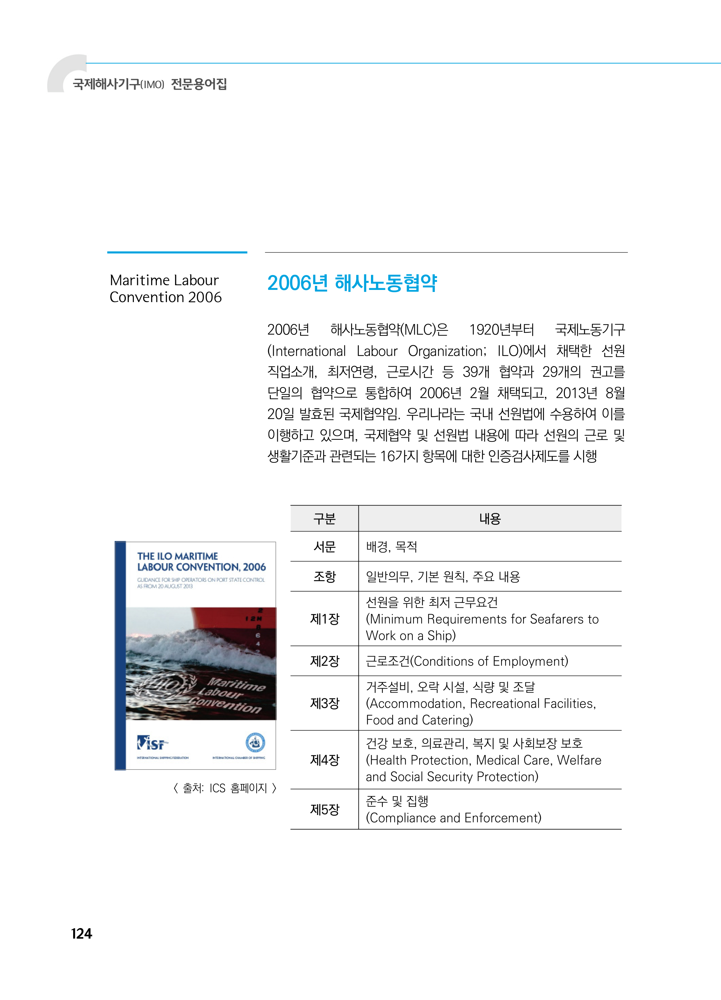 국제해사기구(IMO) 전문용어집
Maritime Labour
Convention 2006
2006년 해사노동협약
2006년 해사노동협약(MLC)은 1920년부터 국제노동기구
(International Labour Organization; ILO)에서 채택한 선원
직업소개, 최저연령, 근로시간 등 39개 협약과 29개의 권고를
단일의 협약으로 통합하여 2006년 2월 채택되고, 2013년 8월
20일 발효된 국제협약임. 우리나라는 국내 선원법에 수용하여 이를
이행하고 있으며, 국제협약 및 선원법 내용에 따라 선원의 근로 및
생활기준과 관련되는 16가지 항목에 대한 인증검사제도를 시행
THE ILO MARITIME
LABOUR CONVENTION, 2006
GUIDANCE FOR SHIP OPERATORS ON PORT STATE CONTROL
AS FROM 20 AUGUST 2013
2
12M
8
6
4
2
ILO
Maritime
Labour
Convention
ISF
INTERNATIONAL SHIPPING FEDERATION
INTERNATIONAL CHAMBER OF SHIPPING
〈 출처: ICS 홈페이지 〉
구분 내용
서문 배경, 목적
조항 일반의무, 기본 원칙, 주요 내용
제1장 선원을 위한 최저 근무요건
(Minimum Requirements for Seafarers to
Work on a Ship)
제2장 근로조건(Conditions of Employment)
제3장 거주설비, 오락 시설, 식량 및 조달
(Accommodation, Recreational Facilities,
Food and Catering)
제4장 건강 보호, 의료관리, 복지 및 사회보장 보호
(Health Protection, Medical Care, Welfare
and Social Security Protection)
제5장 준수 및 집행
(Compliance and Enforcement)
124